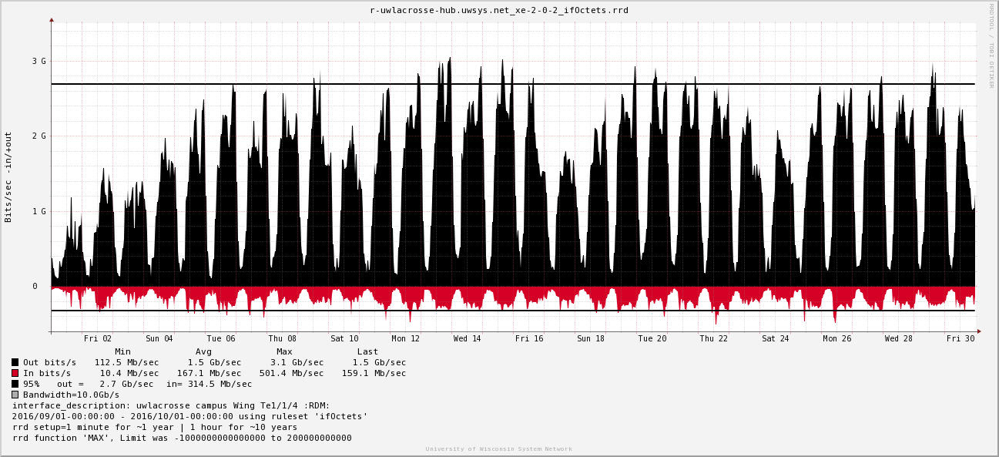 r-uwlacrosse-hub.uwsys.net_xe-2-0-2_ifOctets.rrd
RRDTOOL / TOBI OETIKER
Bits/sec -in/+out
3 G
2 G
1 G
0
Fri 02 Sun 04 Tue 06 Thu 08 Sat 10 Mon 12 Wed 14 Fri 16 Sun 18 Tue 20 Thu 22 Sat 24 Mon 26 Wed 28 Fri 30
Min Avg Max Last
Out bits/s 112.5 Mb/sec 1.5 Gb/sec 3.1 Gb/sec 1.5 Gb/sec
In bits/s 10.4 Mb/sec 167.1 Mb/sec 501.4 Mb/sec 159.1 Mb/sec
95% out = 2.7 Gb/sec in= 314.5 Mb/sec
Bandwidth=10.0Gb/s
interface_description: uwlacrosse campus Wing Te1/1/4 :RDM:
2016/09/01-00:00:00 - 2016/10/01-00:00:00 using ruleset 'ifOctets'
rrd setup=1 minute for ~1 year | 1 hour for ~10 years
rrd function 'MAX', Limit was -1000000000000000 to 200000000000
University of Wisconsin System Network